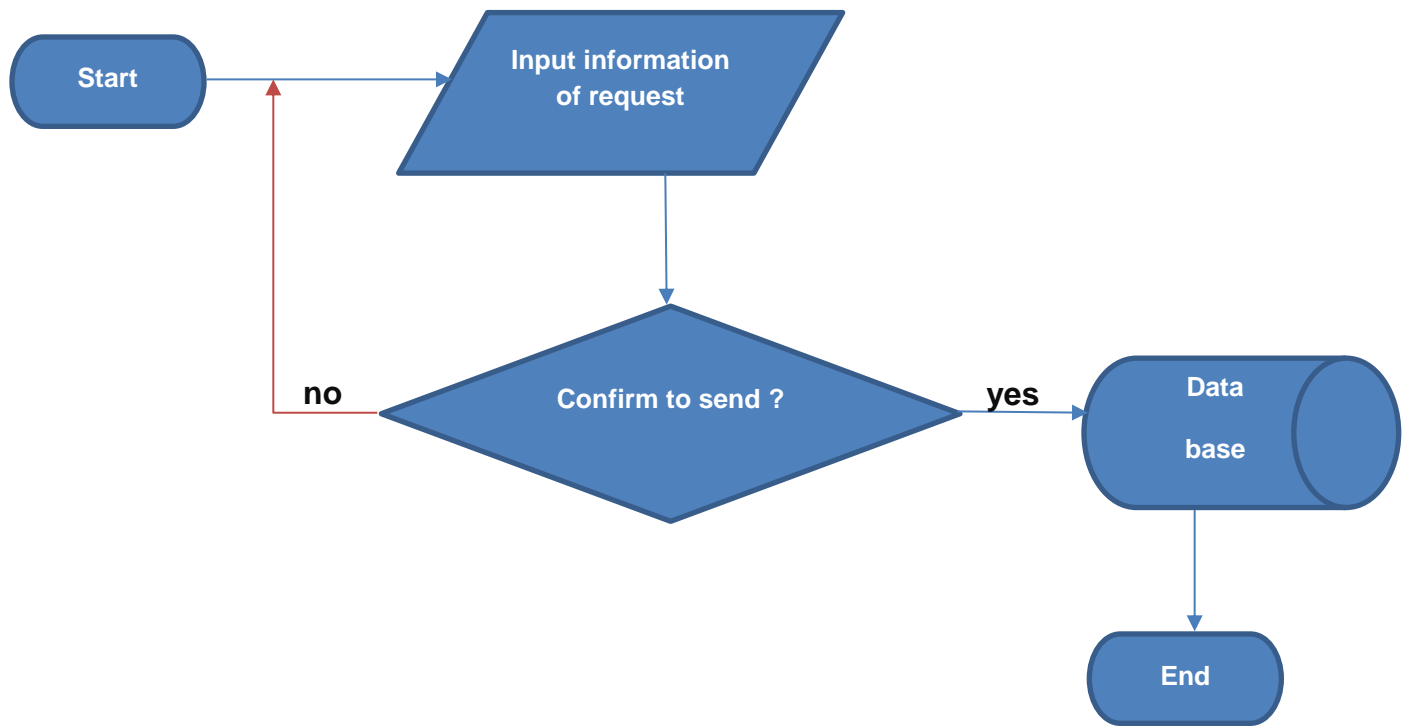 Start
Input information
of request
no
Confirm to send ?
yes
Data
base
End